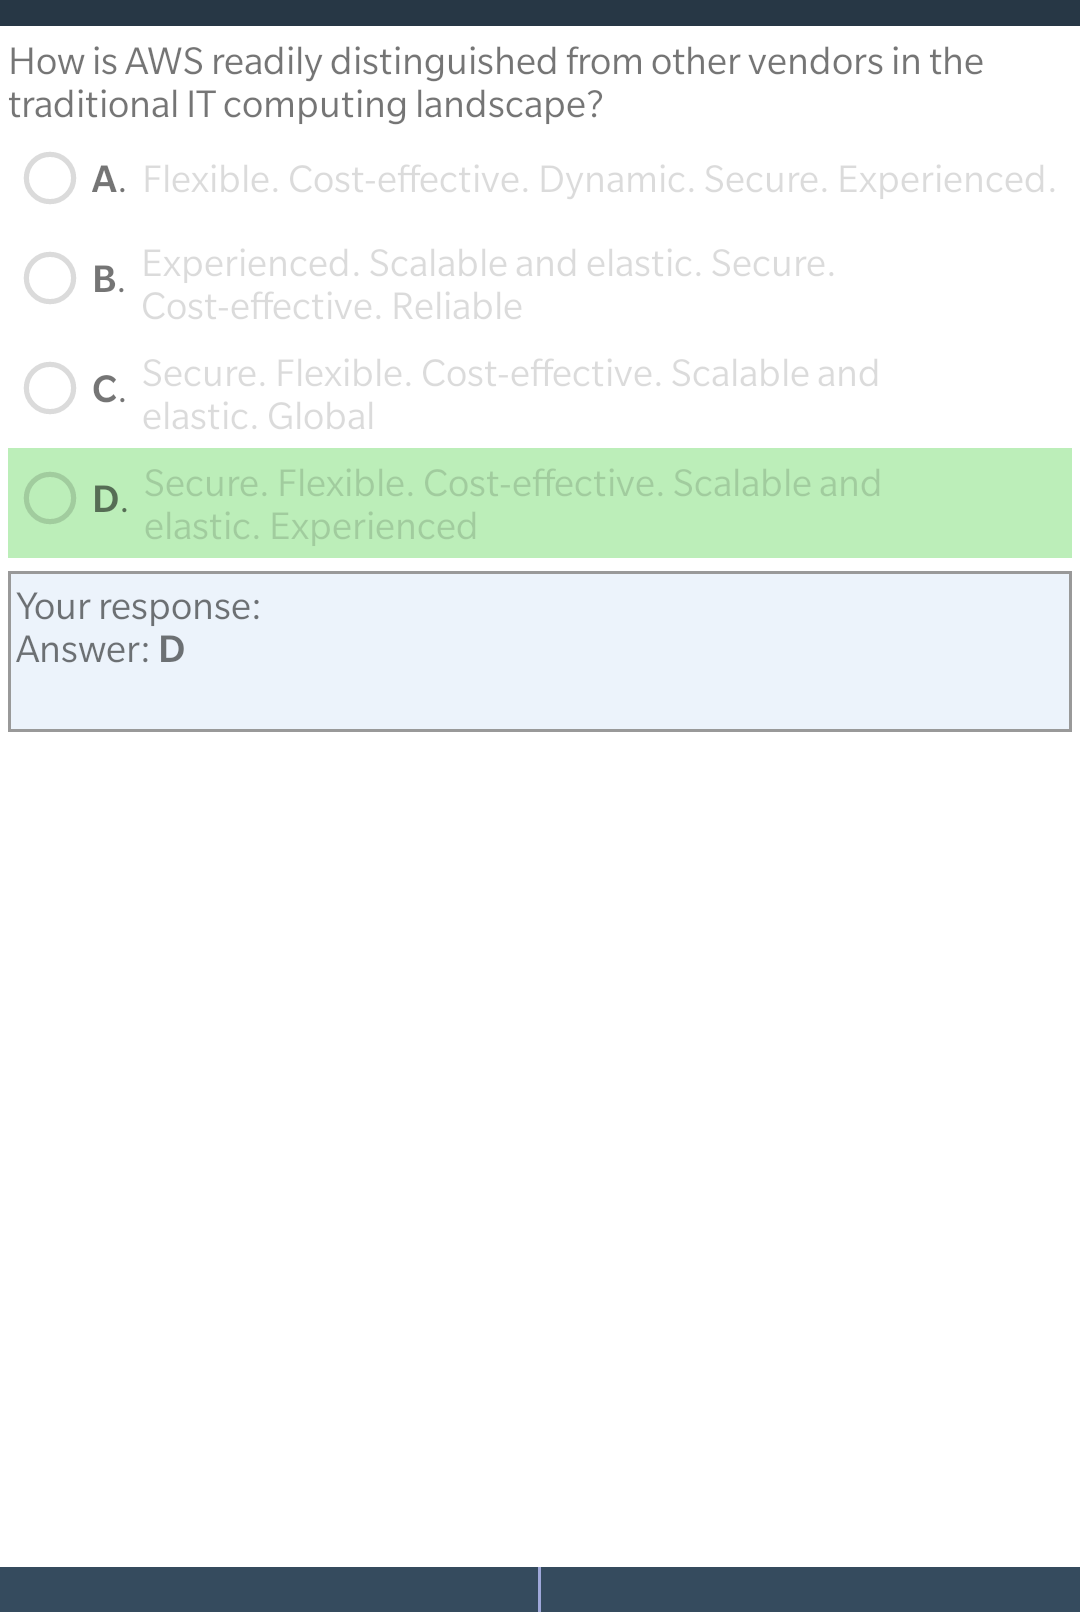 How is AWS readily distinguished from other vendors in the
traditional IT computing landscape?
A. Flexible. Cost-effective. Dynamic. Secure. Experienced.
B. Experienced. Scalable and elastic. Secure.
Cost-effective. Reliable
C. Secure. Flexible. Cost-effective. Scalable and
elastic. Global
D. Secure. Flexible. Cost-effective. Scalable and
elastic. Experienced
Your response:
Answer: D